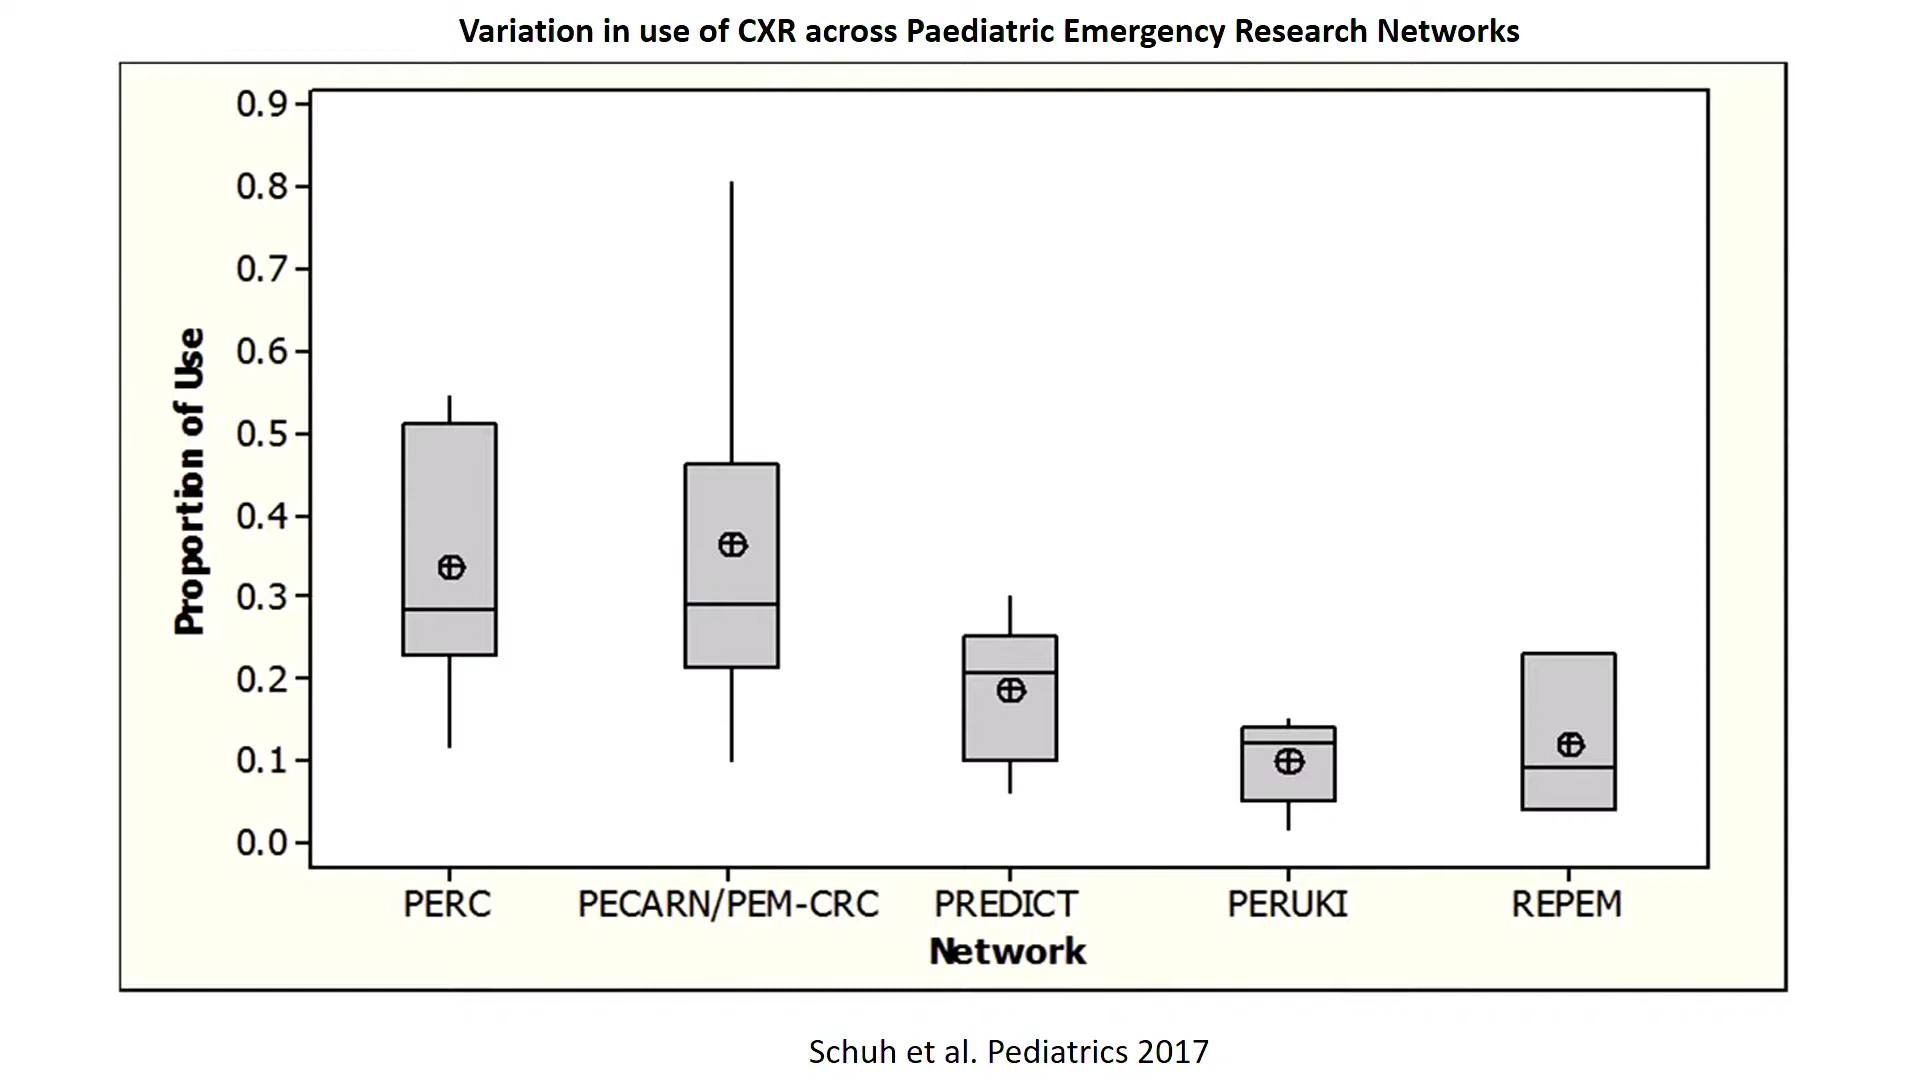 Variation in use of CXR across Paediatric Emergency Research Networks
0.9
0.8
0.7
0.6
0.5
0.4
0.3
0.2
0.1
0.0
Proportion of Use
PERC PECARN/PEM-CRC PREDICT PERUKI REPEM
Network
Schuh et al. Pediatrics 2017